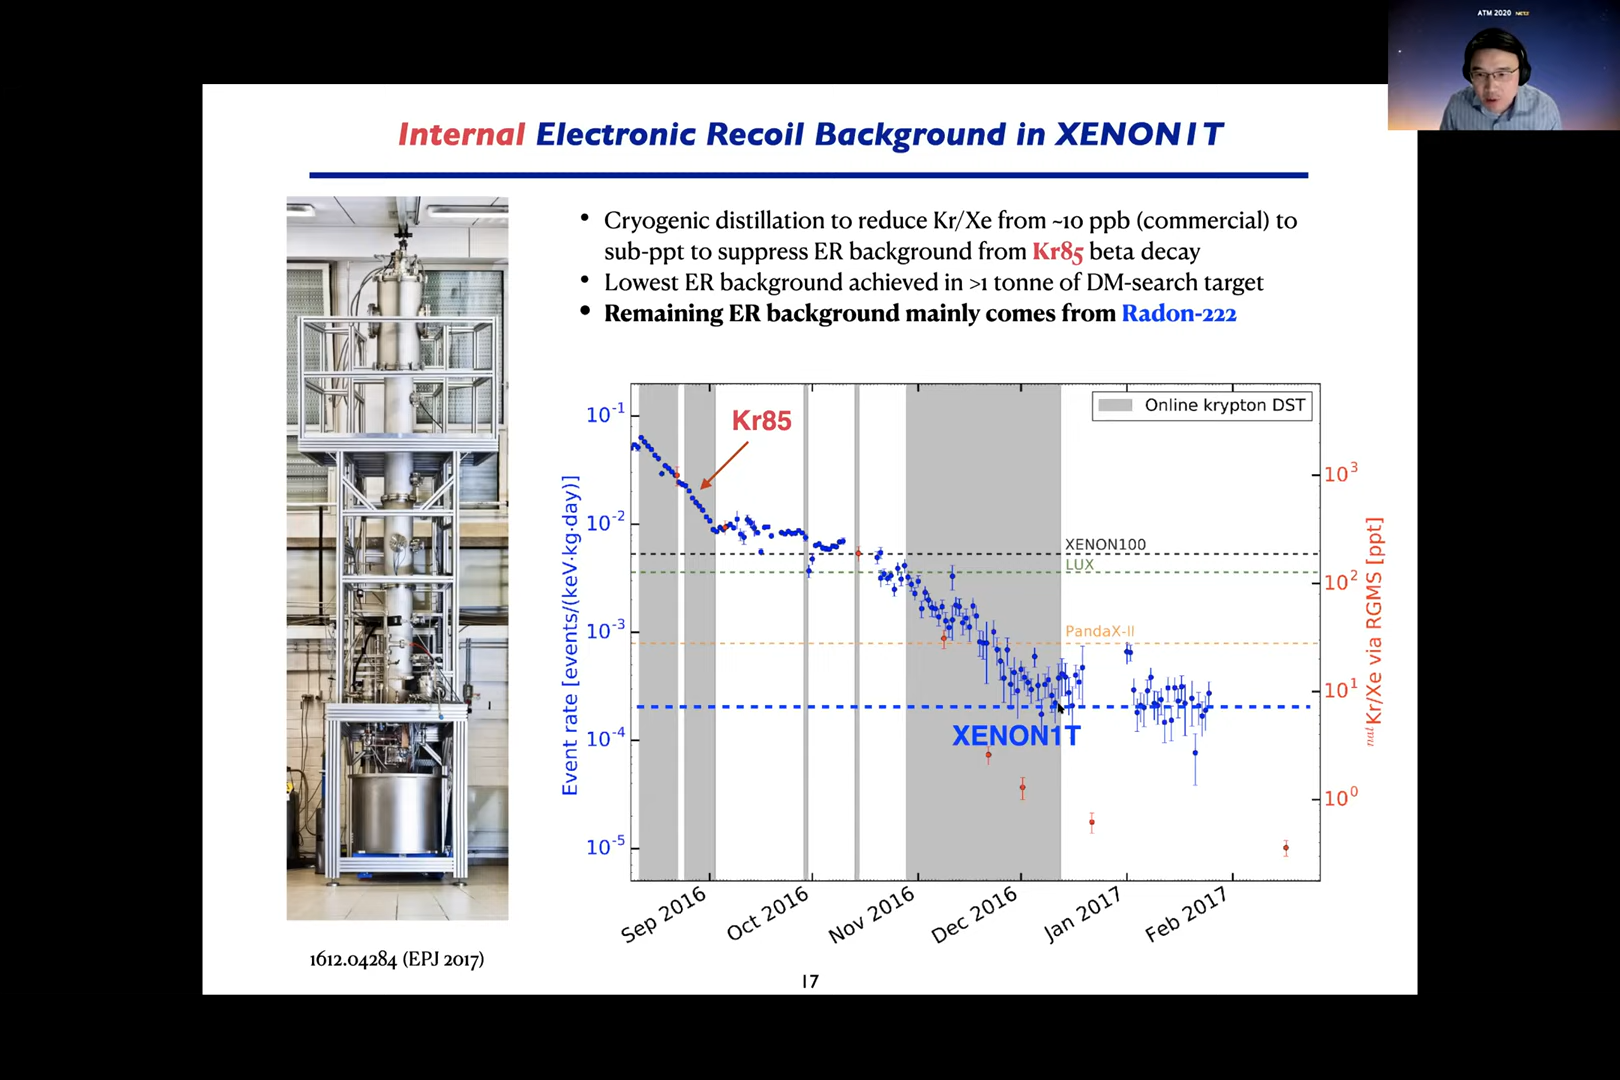 ATM 2020
Internal Electronic Recoil Background in XENON1T
• Cryogenic distillation to reduce Kr/Xe from ~10 ppb (commercial) to
sub-ppt to suppress ER background from Kr85 beta decay
• Lowest ER background achieved in >1 tonne of DM-search target
• Remaining ER background mainly comes from Radon-222
Online krypton DST
Kr85
XENON100
LUX
PandaX-II
XENON1T
Event rate [events/(keV·kg·day)]
10^-1
10^-2
10^-3
10^-4
10^-5
10^3
10^2
10^1
10^0
nat Kr/Xe via RGMS [ppt]
Sep 2016
Oct 2016
Nov 2016
Dec 2016
Jan 2017
Feb 2017
1612.04284 (EPJ 2017)
17